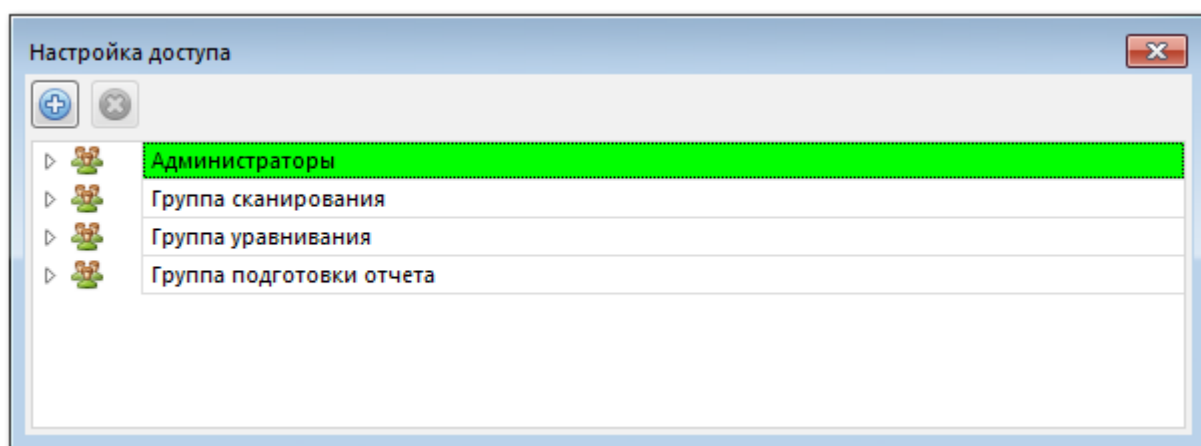 Настройка доступа
Администраторы
Группа сканирования
Группа уравнивания
Группа подготовки отчета